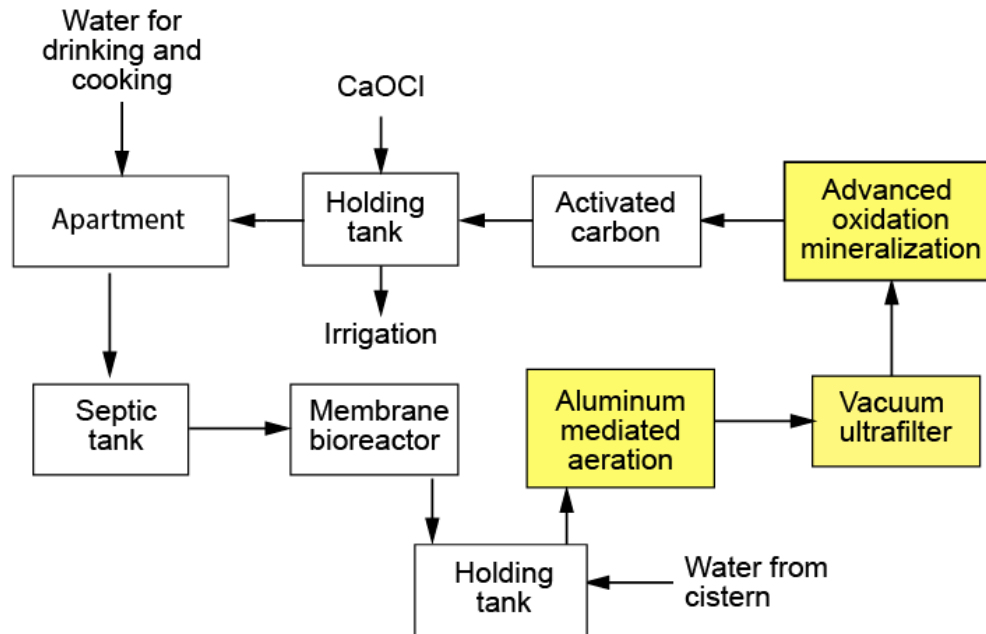 Water for
drinking and
cooking
CaOCl
Apartment
Holding
tank
Activated
carbon
Advanced
oxidation
mineralization
Irrigation
Septic
tank
Membrane
bioreactor
Aluminum
mediated
aeration
Vacuum
ultrafilter
Holding
tank
Water from
cistern